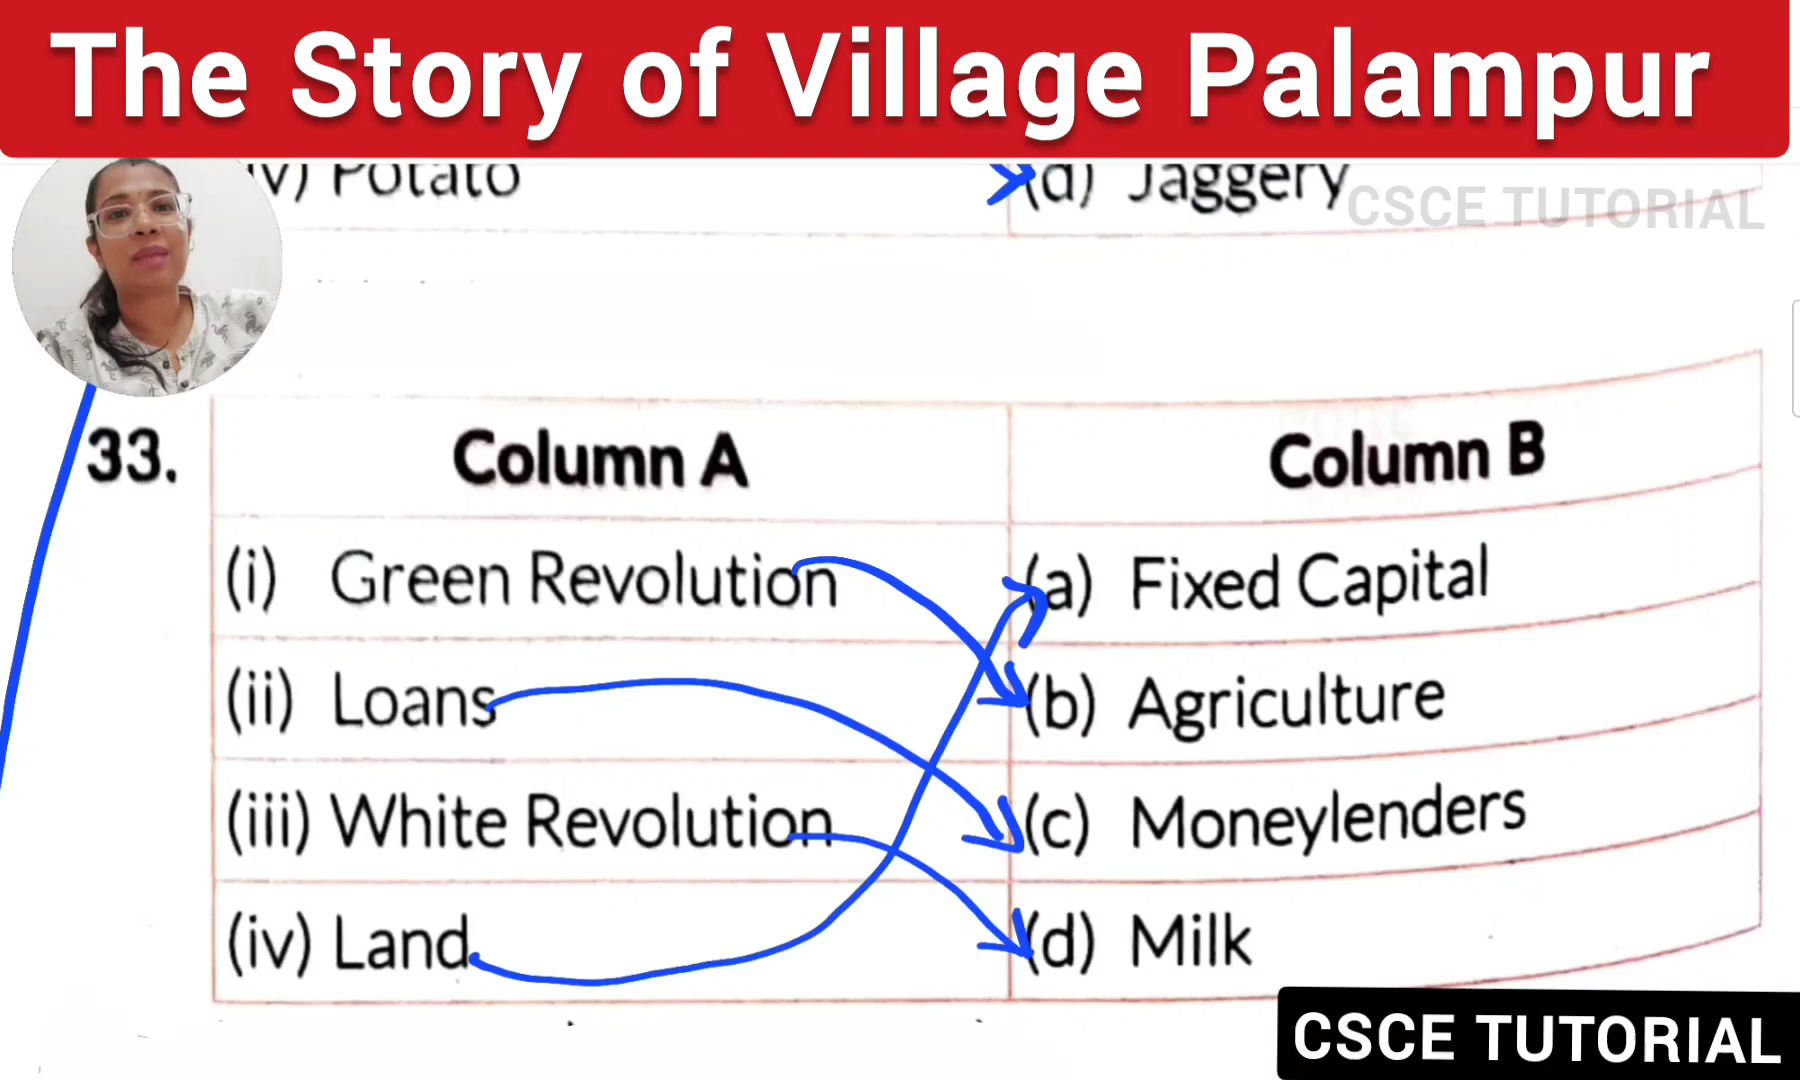 The Story of Village Palampur
iv) Potato (d) Jaggery
CSCE TUTORIAL
33. Column A Column B
(i) Green Revolution (a) Fixed Capital
(ii) Loans (b) Agriculture
(iii) White Revolution (c) Moneylenders
(iv) Land (d) Milk
CSCE TUTORIAL